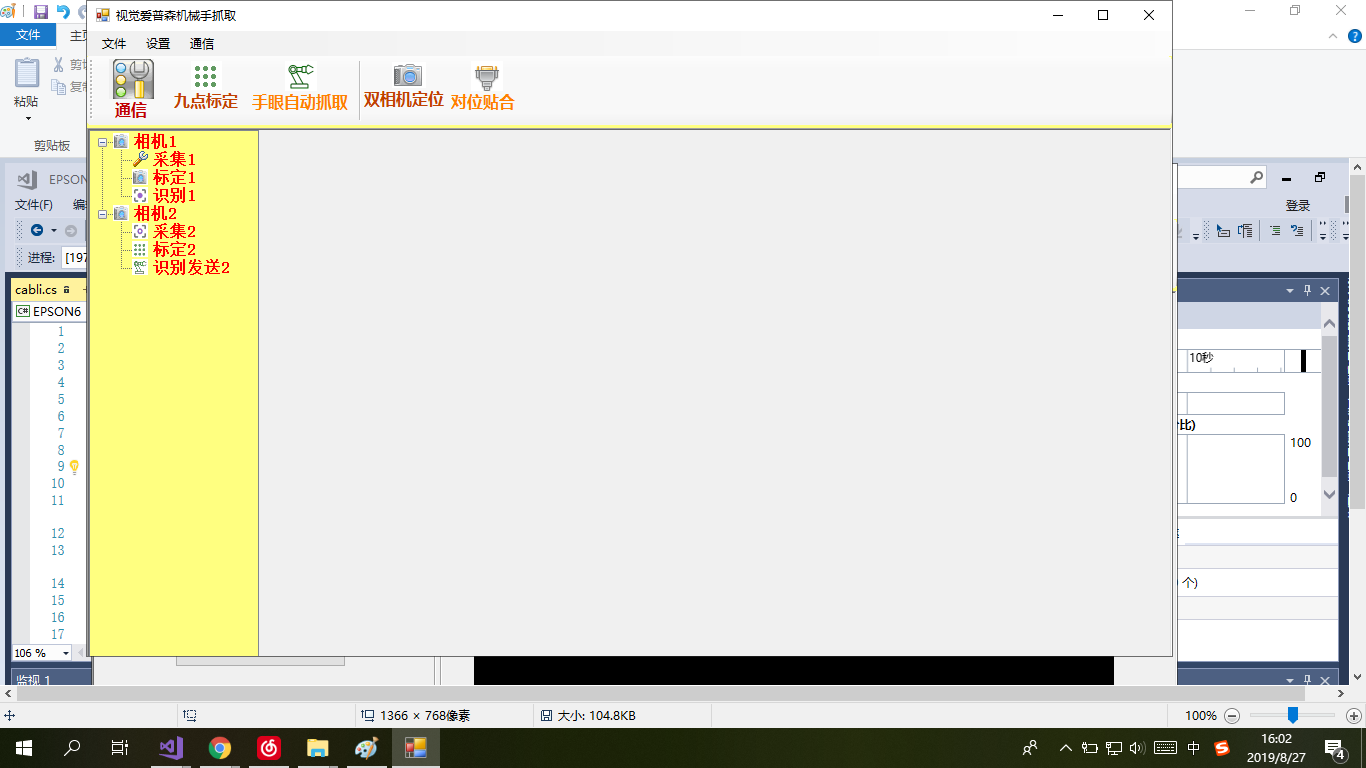 视觉爱普森机械手抓取
文件 设置 通信
文件
粘贴
剪贴板
通信
九点标定
手眼自动抓取
双相机定位
对位贴合
相机1
采集1
标定1
识别1
相机2
采集2
标定2
识别发送2
EPSON
文件(F)
登录
进程: [197
cabli.cs
C# EPSON6
1
2
3
4
5
6
7
8
9
10
11
12
13
14
15
16
17
106 %
监视 1
10秒
比)
100
0
个)
1366 × 768像素
大小: 104.8KB
100%
中
16:02
2019/8/27
4